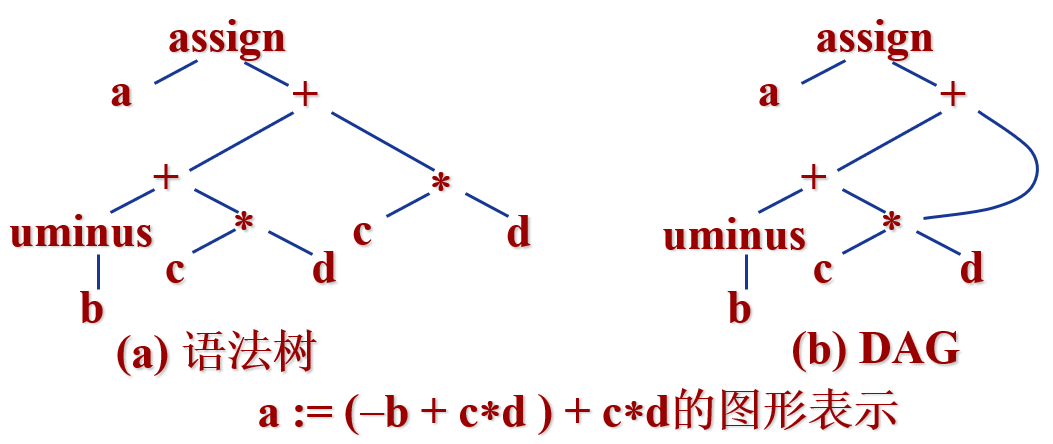 assign assign
a + a +
+ * +
uminus * c d uminus *
c d c d
b b
(a) 语法树 (b) DAG
a := (–b + c*d ) + c*d的图形表示